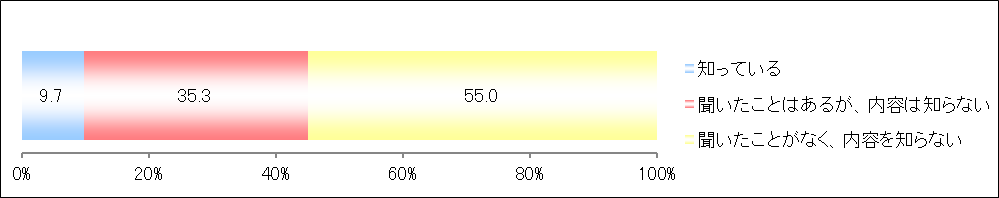 9.7 35.3 55.0
0% 20% 40% 60% 80% 100%
知っている
聞いたことはあるが、内容は知らない
聞いたことがなく、内容を知らない